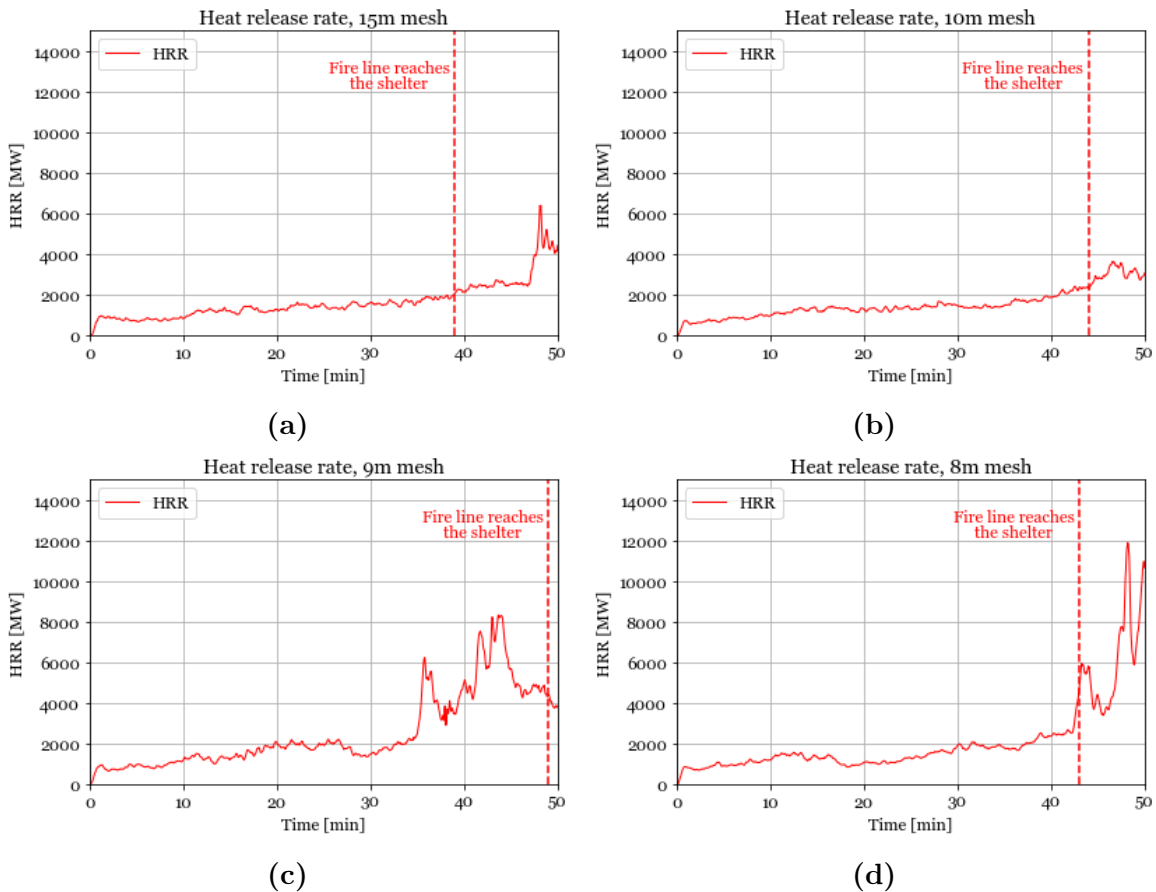 Heat release rate, 15m mesh
HRR
Fire line reaches
the shelter
14000
12000
10000
8000
6000
4000
2000
0
HRR [MW]
0 10 20 30 40 50
Time [min]
(a)
Heat release rate, 10m mesh
HRR
Fire line reaches
the shelter
14000
12000
10000
8000
6000
4000
2000
0
HRR [MW]
0 10 20 30 40 50
Time [min]
(b)
Heat release rate, 9m mesh
HRR
Fire line reaches
the shelter
14000
12000
10000
8000
6000
4000
2000
0
HRR [MW]
0 10 20 30 40 50
Time [min]
(c)
Heat release rate, 8m mesh
HRR
Fire line reaches
the shelter
14000
12000
10000
8000
6000
4000
2000
0
HRR [MW]
0 10 20 30 40 50
Time [min]
(d)